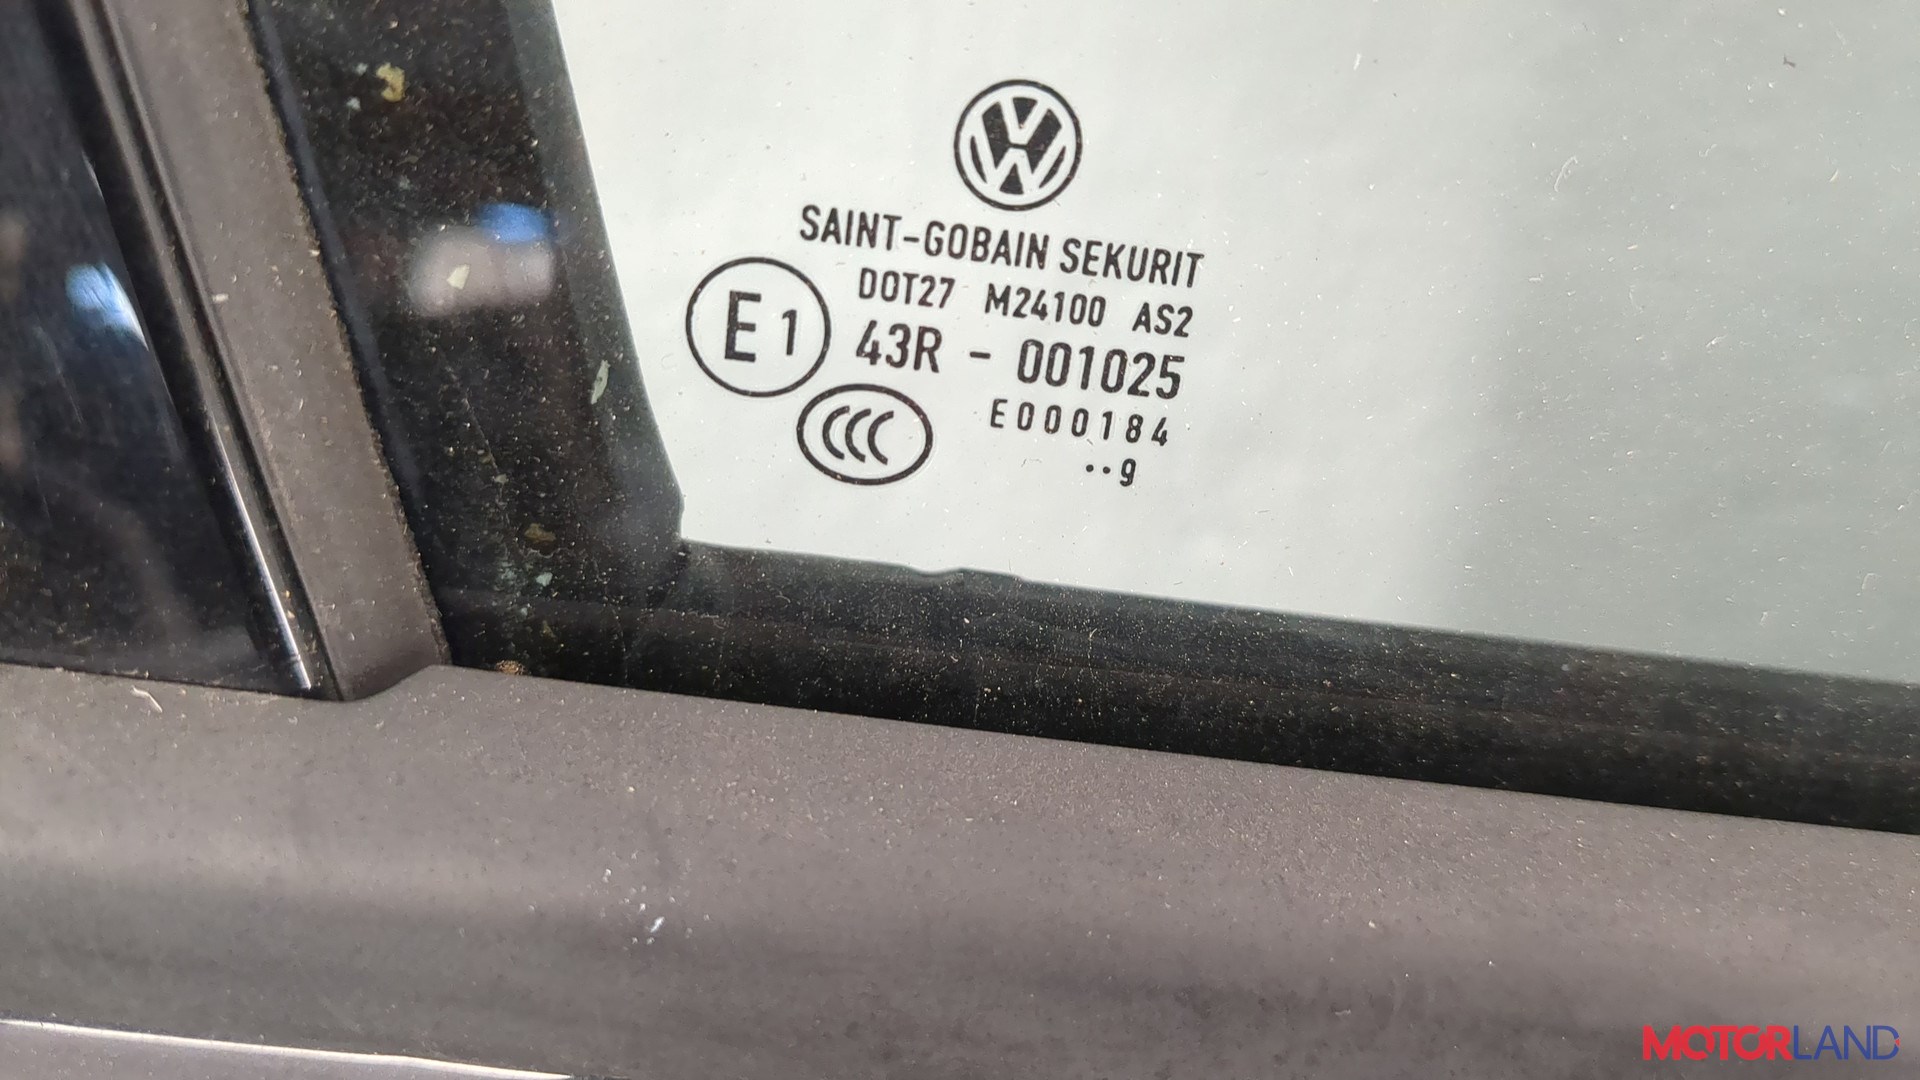 SAINT-GOBAIN SEKURIT
DOT27 M24100 AS2
E1 43R - 001025
CCC E000184
..9
MOTORLAND